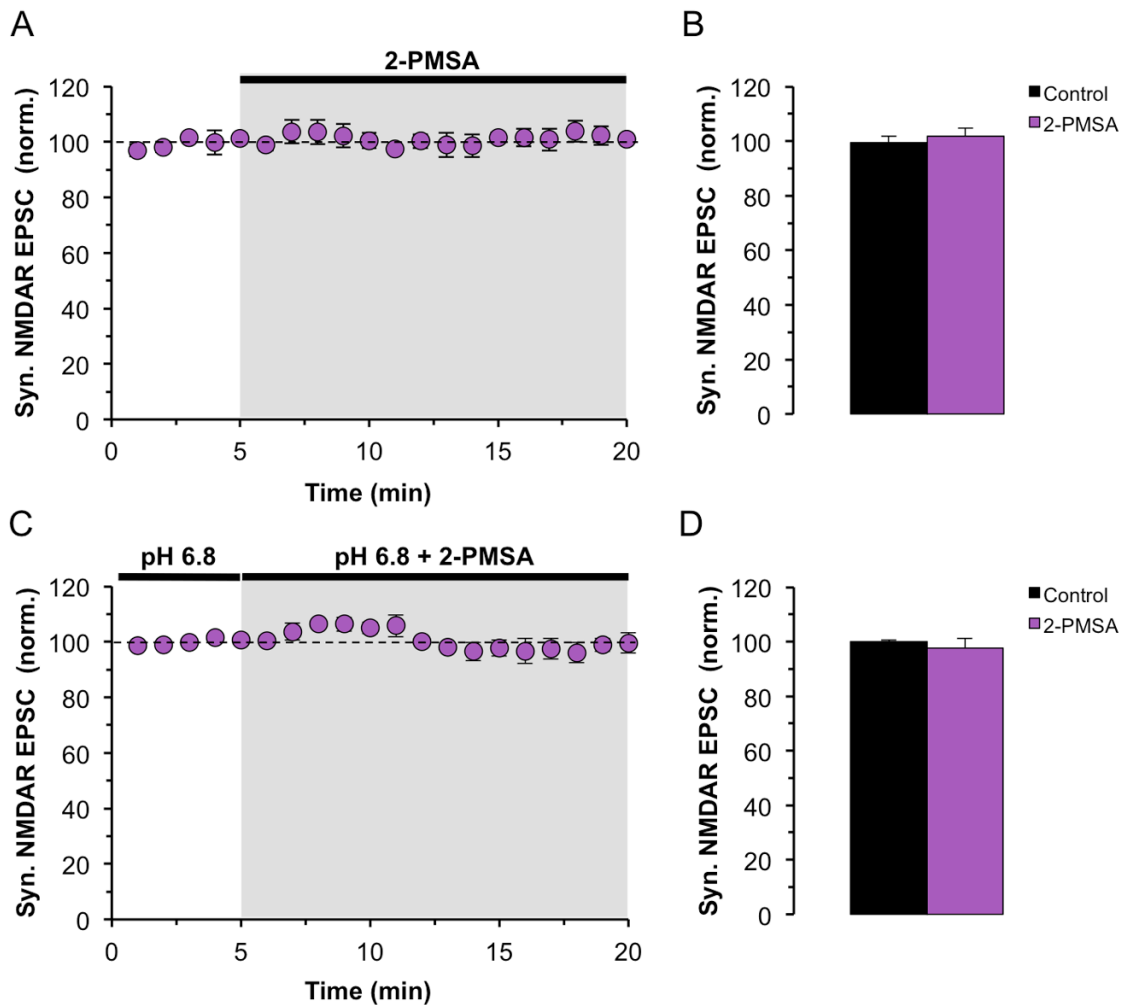 A
2-PMSA
120
100
80
60
40
20
0
Syn. NMDAR EPSC (norm.)
0 5 10 15 20
Time (min)
B
120
100
80
60
40
20
0
Syn. NMDAR EPSC (norm.)
Control
2-PMSA
C
pH 6.8
pH 6.8 + 2-PMSA
120
100
80
60
40
20
0
Syn. NMDAR EPSC (norm.)
0 5 10 15 20
Time (min)
D
120
100
80
60
40
20
0
Syn. NMDAR EPSC (norm.)
Control
2-PMSA